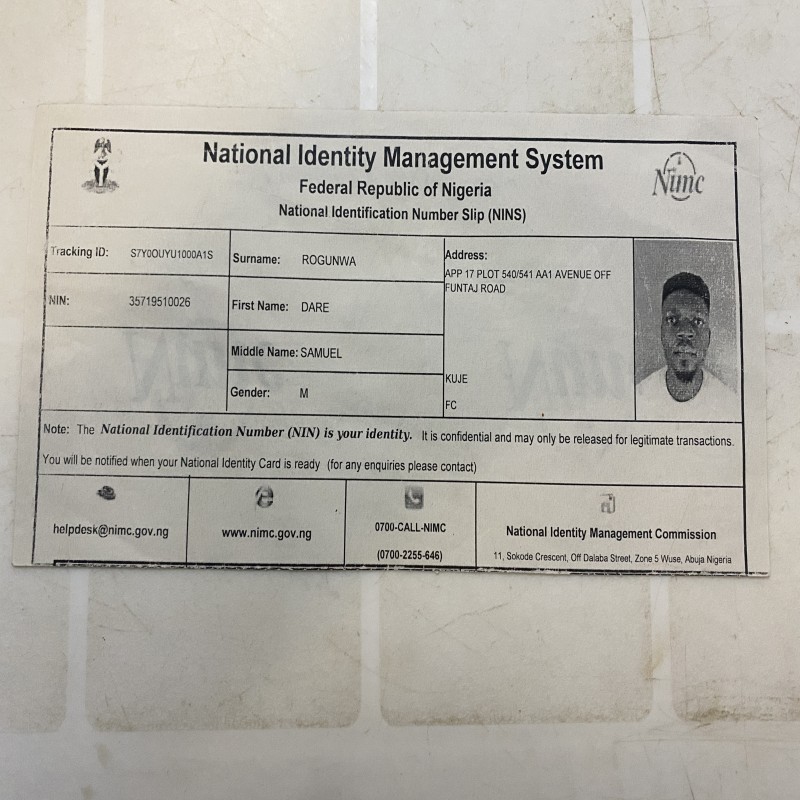 National Identity Management System
Federal Republic of Nigeria
National Identification Number Slip (NINS)
Nimc
Tracking ID: S7Y0OUYU1000A1S
Surname: ROGUNWA
Address:
APP 17 PLOT 540/541 AA1 AVENUE OFF
FUNTAJ ROAD
NIN: 35719510026
First Name: DARE
Middle Name: SAMUEL
KUJE
Gender: M
FC
Note: The National Identification Number (NIN) is your identity. It is confidential and may only be released for legitimate transactions.
You will be notified when your National Identity Card is ready (for any enquiries please contact)
helpdesk@nimc.gov.ng
www.nimc.gov.ng
0700-CALL-NIMC
(0700-2255-646)
National Identity Management Commission
11, Sokode Crescent, Off Dalaba Street, Zone 5 Wuse, Abuja Nigeria